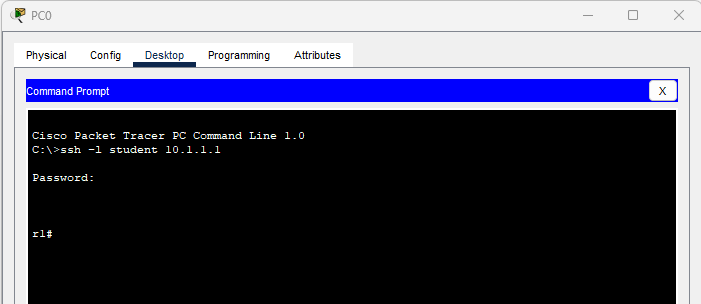 PC0
Physical Config Desktop Programming Attributes
Command Prompt
X
Cisco Packet Tracer PC Command Line 1.0
C:\>ssh -l student 10.1.1.1
Password:
r1#